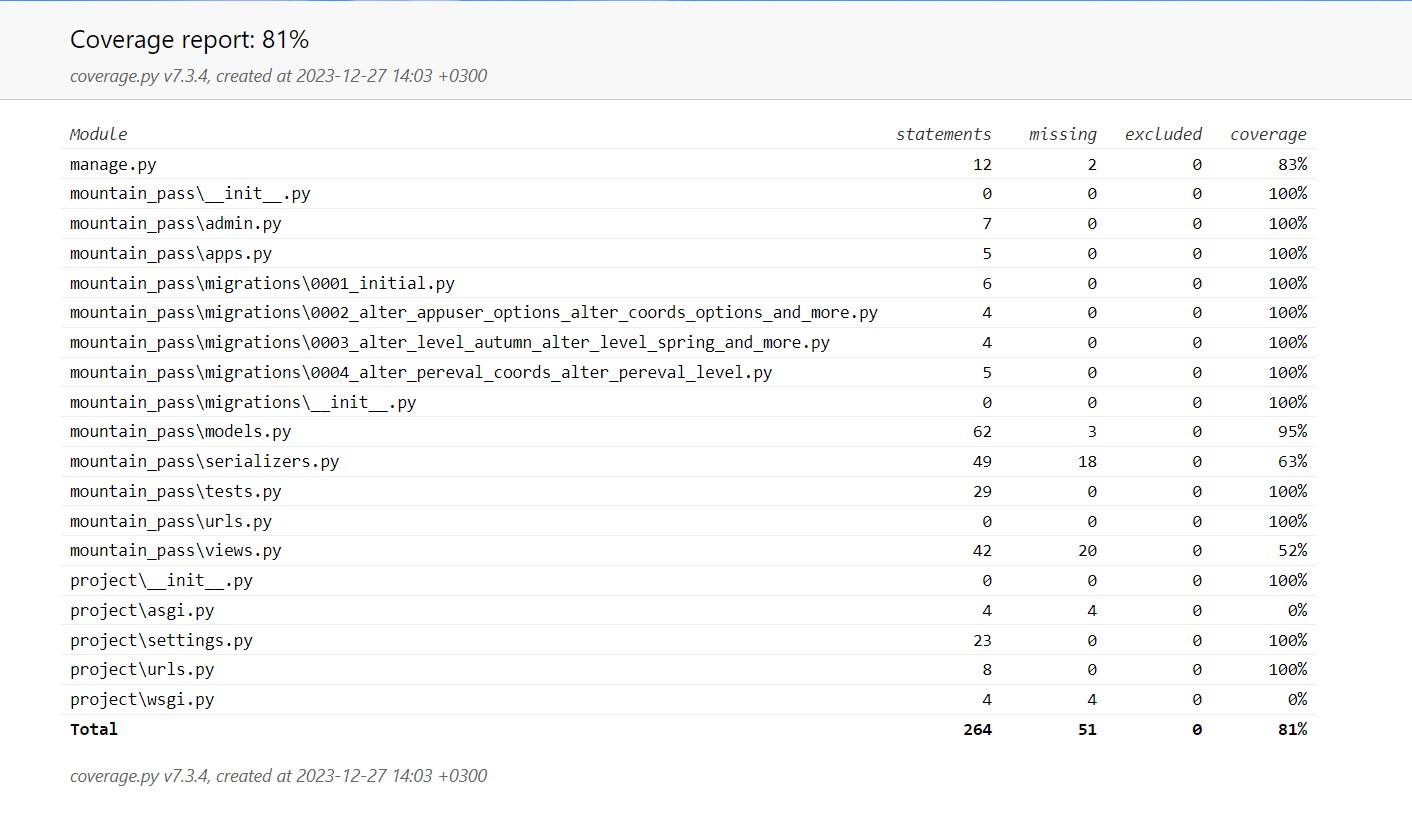 Coverage report: 81%
coverage.py v7.3.4, created at 2023-12-27 14:03 +0300
Module statements missing excluded coverage
manage.py 12 2 0 83%
mountain_pass\__init__.py 0 0 0 100%
mountain_pass\admin.py 7 0 0 100%
mountain_pass\apps.py 5 0 0 100%
mountain_pass\migrations\0001_initial.py 6 0 0 100%
mountain_pass\migrations\0002_alter_appuser_options_alter_coords_options_and_more.py 4 0 0 100%
mountain_pass\migrations\0003_alter_level_autumn_alter_level_spring_and_more.py 4 0 0 100%
mountain_pass\migrations\0004_alter_pereval_coords_alter_pereval_level.py 5 0 0 100%
mountain_pass\migrations\__init__.py 0 0 0 100%
mountain_pass\models.py 62 3 0 95%
mountain_pass\serializers.py 49 18 0 63%
mountain_pass\tests.py 29 0 0 100%
mountain_pass\urls.py 0 0 0 100%
mountain_pass\views.py 42 20 0 52%
project\__init__.py 0 0 0 100%
project\asgi.py 4 4 0 0%
project\settings.py 23 0 0 100%
project\urls.py 8 0 0 100%
project\wsgi.py 4 4 0 0%
Total 264 51 0 81%
coverage.py v7.3.4, created at 2023-12-27 14:03 +0300